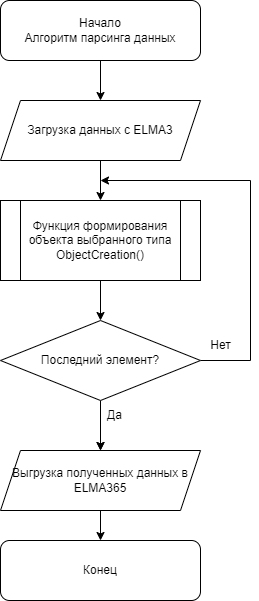 Начало
Алгоритм парсинга данных
Загрузка данных с ELMA3
Функция формирования
объекта выбранного типа
ObjectCreation()
Последний элемент?
Нет
Да
Выгрузка полученных данных в
ELMA365
Конец